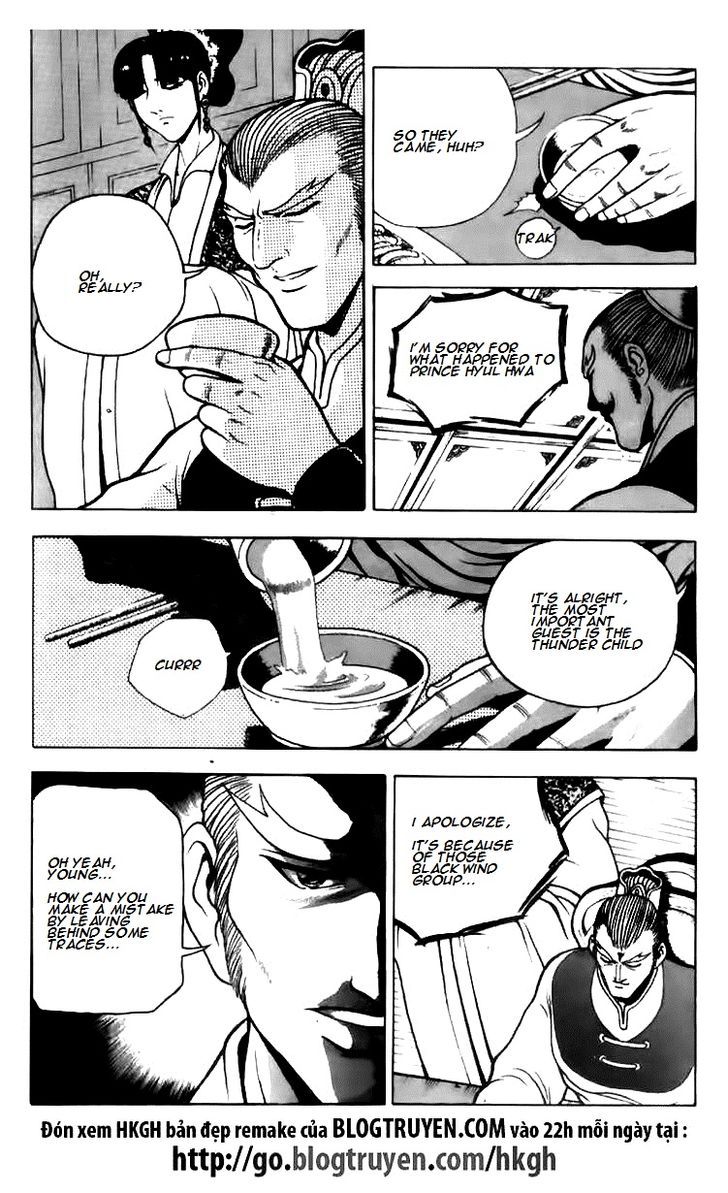 OH,
REALLY?
SO THEY
CAME, HUH?
TRAK
I'M SORRY FOR
WHAT HAPPENED TO
PRINCE HYUL HWA
IT'S ALRIGHT,
THE MOST
IMPORTANT
GUEST IS THE
THUNDER CHILD
CURRR
OH YEAH,
YOUNG...
HOW CAN YOU
MAKE A MISTAKE
BY LEAVING
BEHIND SOME
TRACES...
I APOLOGIZE,
IT'S BECAUSE
OF THOSE
BLACK WIND
GROUP...
Đón xem HKGH bản đẹp remake của BLOGTRUYEN.COM vào 22h mỗi ngày tại :
http://go.blogtruyen.com/hkgh